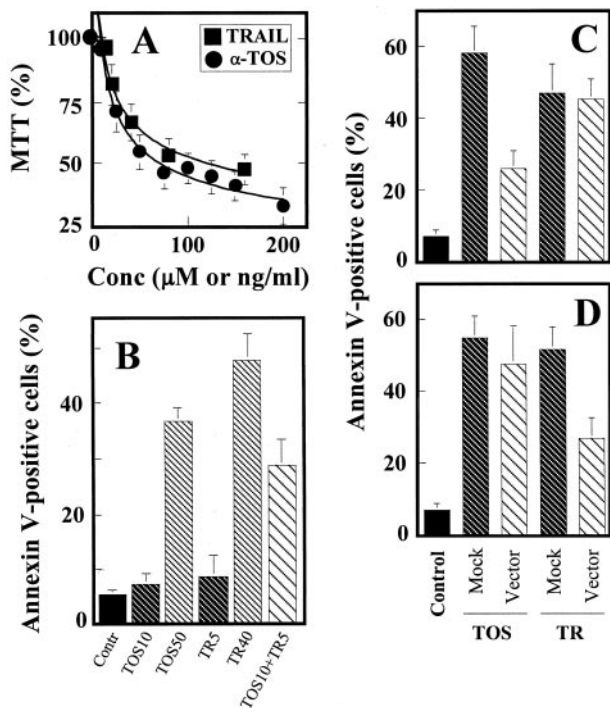 A
TRAIL
α-TOS
MTT (%)
100
75
50
25
0
100
200
Conc (μM or ng/ml)
B
Annexin V-positive cells (%)
40
20
0
Contr
TOS10
TOS50
TR5
TR40
TOS10+TR5
C
Annexin V-positive cells (%)
60
40
20
0
D
60
40
20
0
Control
Mock
Vector
Mock
Vector
TOS
TR